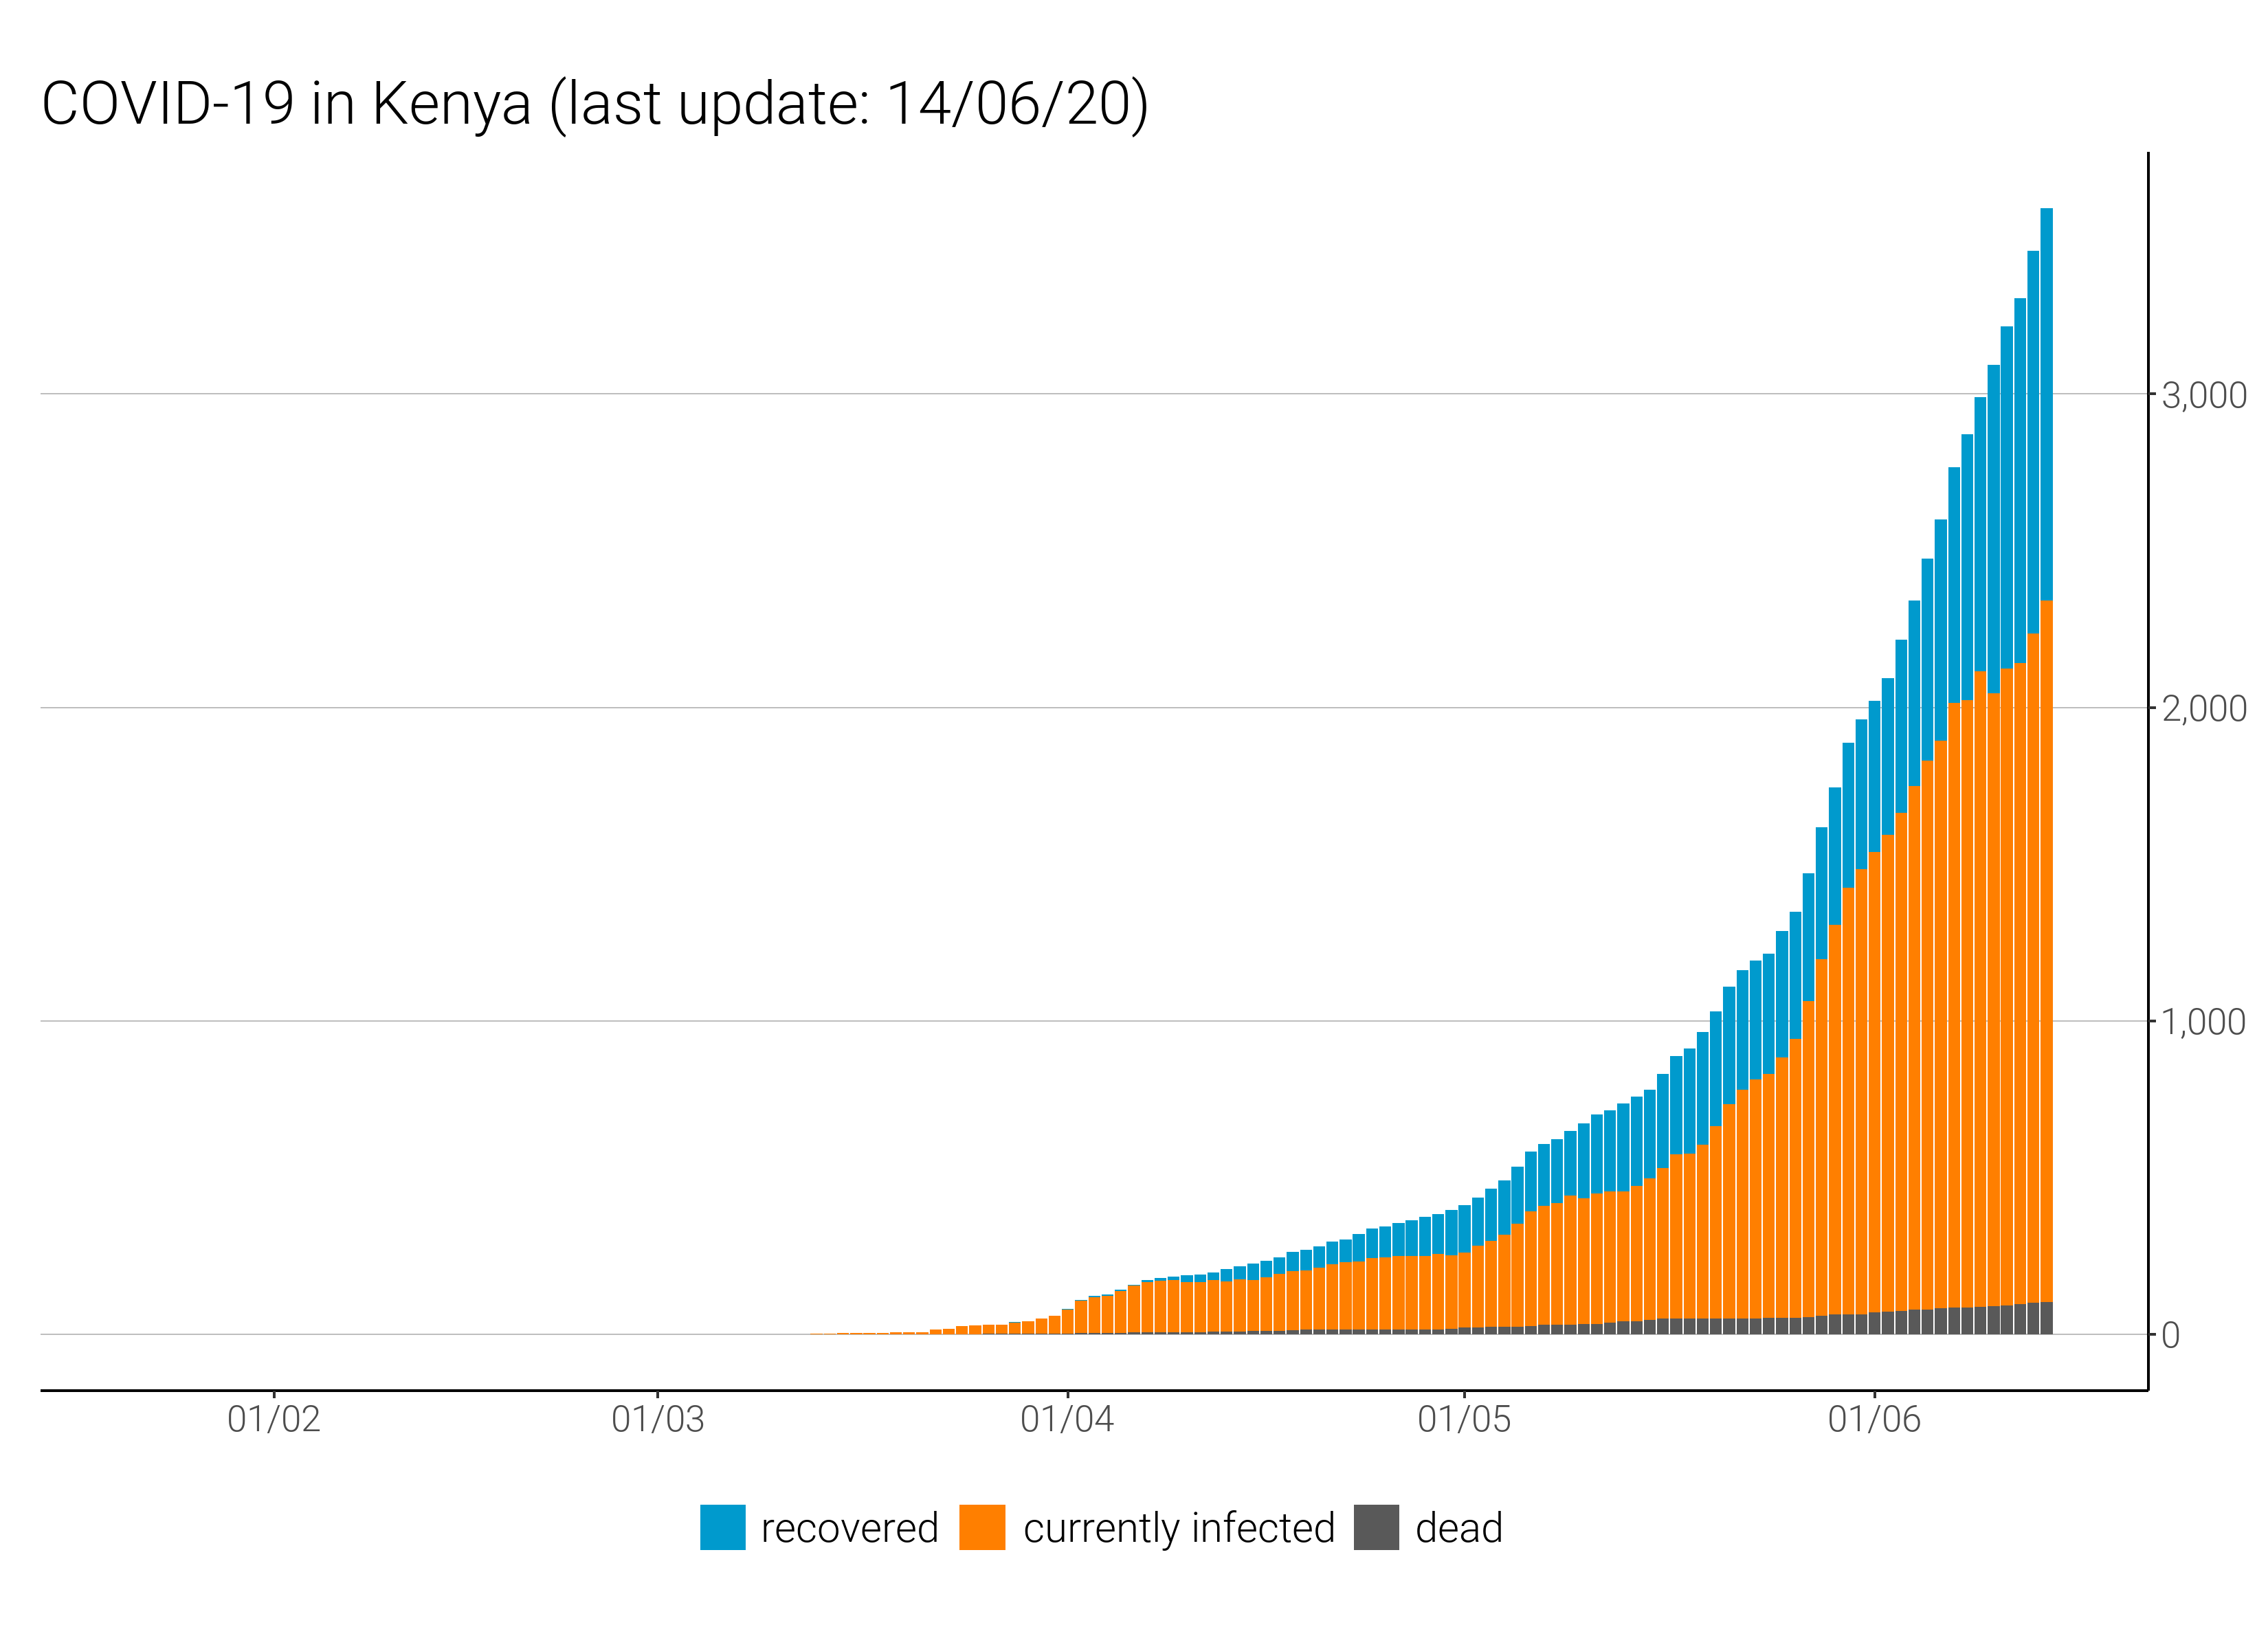 COVID-19 in Kenya (last update: 14/06/20)
3,000
2,000
1,000
0
01/02 01/03 01/04 01/05 01/06
recovered currently infected dead